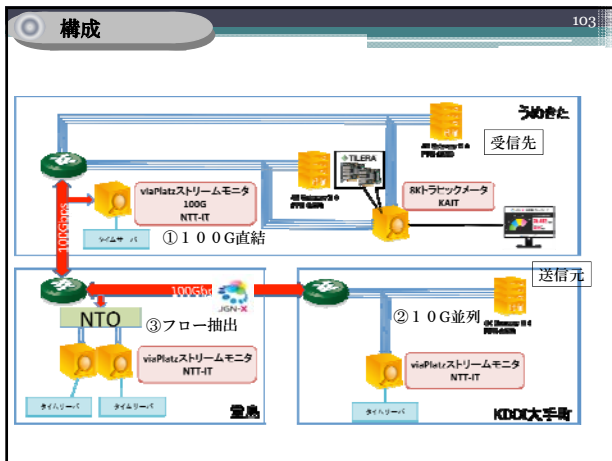 構成
103
うめきた
受信先
TILERA
viaPlatzストリームモニタ
100G
NTT-IT
8Kトラヒックメータ
KAIT
タイムサーバ
①１００G直結
100Gbps
送信元
100Gbps
JGN-X
NTO
③フロー抽出
②１０G並列
viaPlatzストリームモニタ
NTT-IT
viaPlatzストリームモニタ
NTT-IT
タイムサーバ
タイムサーバ
堂島
タイムサーバ
KDDI大手町